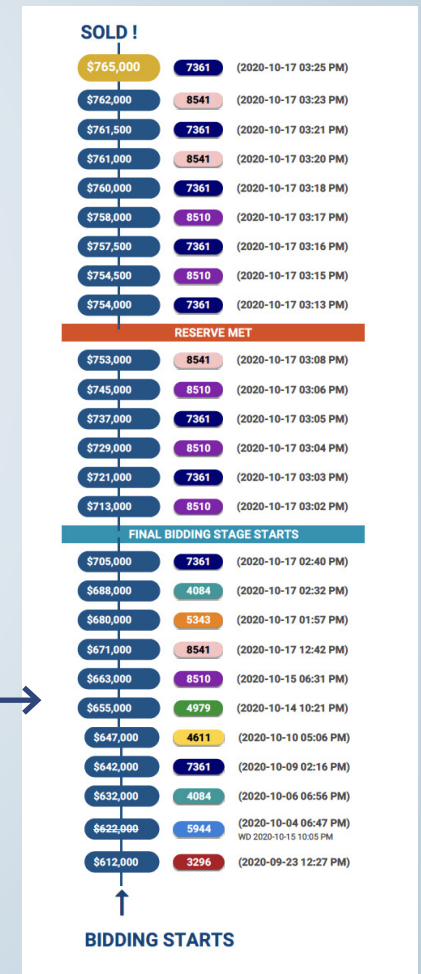 SOLD !
$765,000 7361 (2020-10-17 03:25 PM)
$762,000 8541 (2020-10-17 03:23 PM)
$761,500 7361 (2020-10-17 03:21 PM)
$761,000 8541 (2020-10-17 03:20 PM)
$760,000 7361 (2020-10-17 03:18 PM)
$758,000 8510 (2020-10-17 03:17 PM)
$757,500 7361 (2020-10-17 03:16 PM)
$754,500 8510 (2020-10-17 03:15 PM)
$754,000 7361 (2020-10-17 03:13 PM)
RESERVE MET
$753,000 8541 (2020-10-17 03:08 PM)
$745,000 8510 (2020-10-17 03:06 PM)
$737,000 7361 (2020-10-17 03:05 PM)
$729,000 8510 (2020-10-17 03:04 PM)
$721,000 7361 (2020-10-17 03:03 PM)
$713,000 8510 (2020-10-17 03:02 PM)
FINAL BIDDING STAGE STARTS
$705,000 7361 (2020-10-17 02:40 PM)
$688,000 4084 (2020-10-17 02:32 PM)
$680,000 5343 (2020-10-17 01:57 PM)
$671,000 8541 (2020-10-17 12:42 PM)
$663,000 8510 (2020-10-15 06:31 PM)
$655,000 4979 (2020-10-14 10:21 PM)
$647,000 4611 (2020-10-10 05:06 PM)
$642,000 7361 (2020-10-09 02:16 PM)
$632,000 4084 (2020-10-06 06:56 PM)
$622,000 5944 (2020-10-04 06:47 PM)
WD 2020-10-15 10:05 PM
$612,000 3296 (2020-09-23 12:27 PM)
BIDDING STARTS